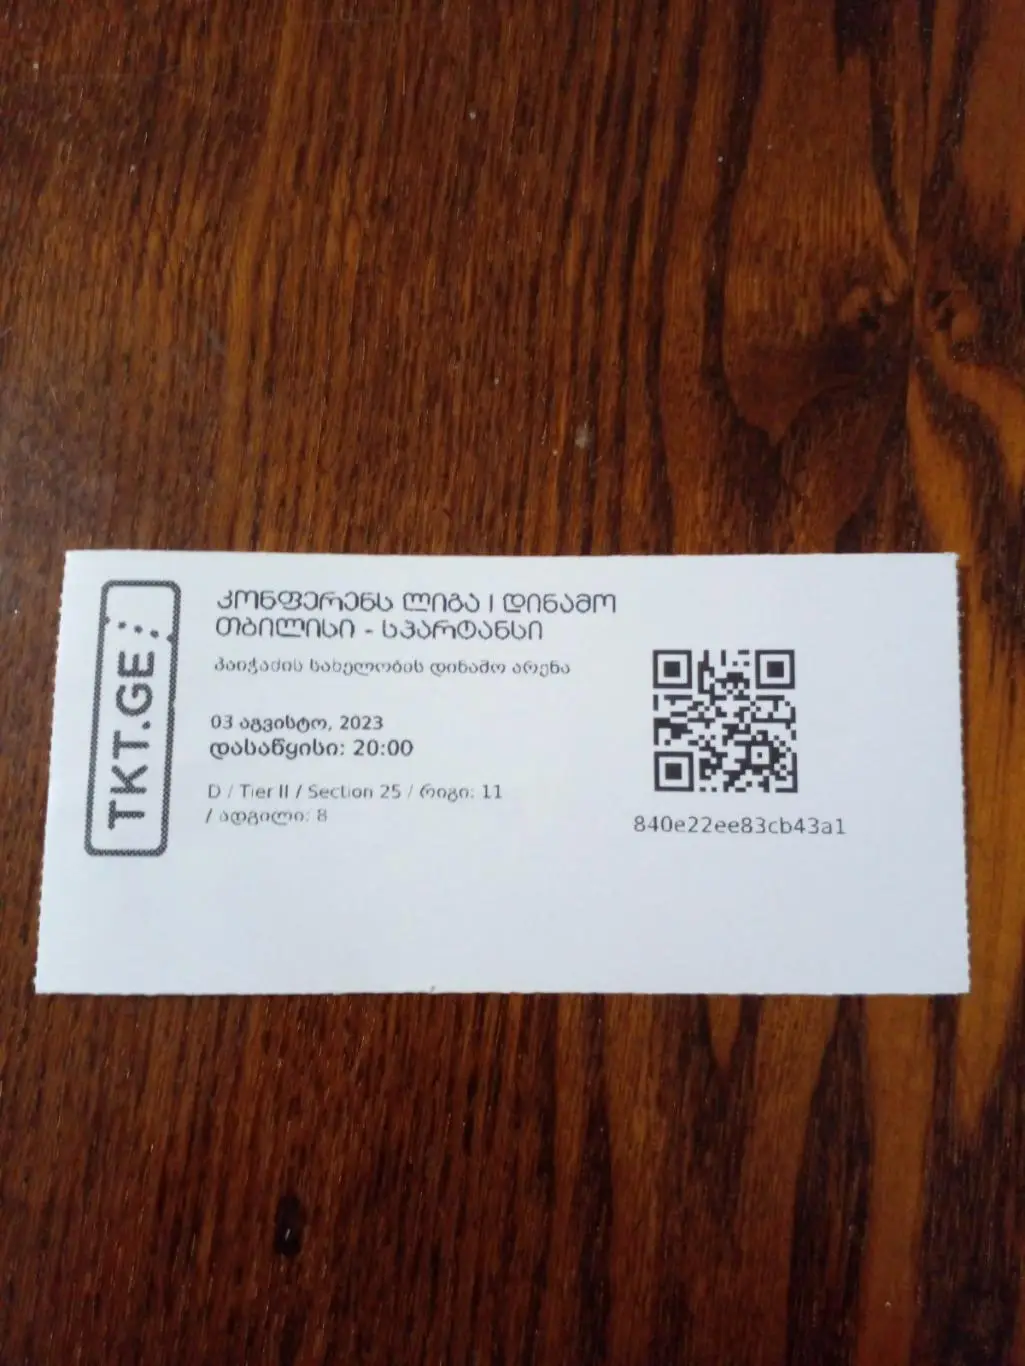 TKT.GE
ᲙᲝᲜᲤᲔᲠᲔᲜᲡ ᲚᲘᲒᲐ | ᲓᲘᲜᲐᲛᲝ
ᲗᲑᲘᲚᲘᲡᲘ - ᲡᲞᲐᲠᲢᲐᲜᲡᲘ
პაიჭაძის სახელობის დინამო არენა
03 აგვისტო, 2023
დასაწყისი: 20:00
D / Tier II / Section 25 / რიგი: 11
/ ადგილი: 8
840e22ee83cb43a1